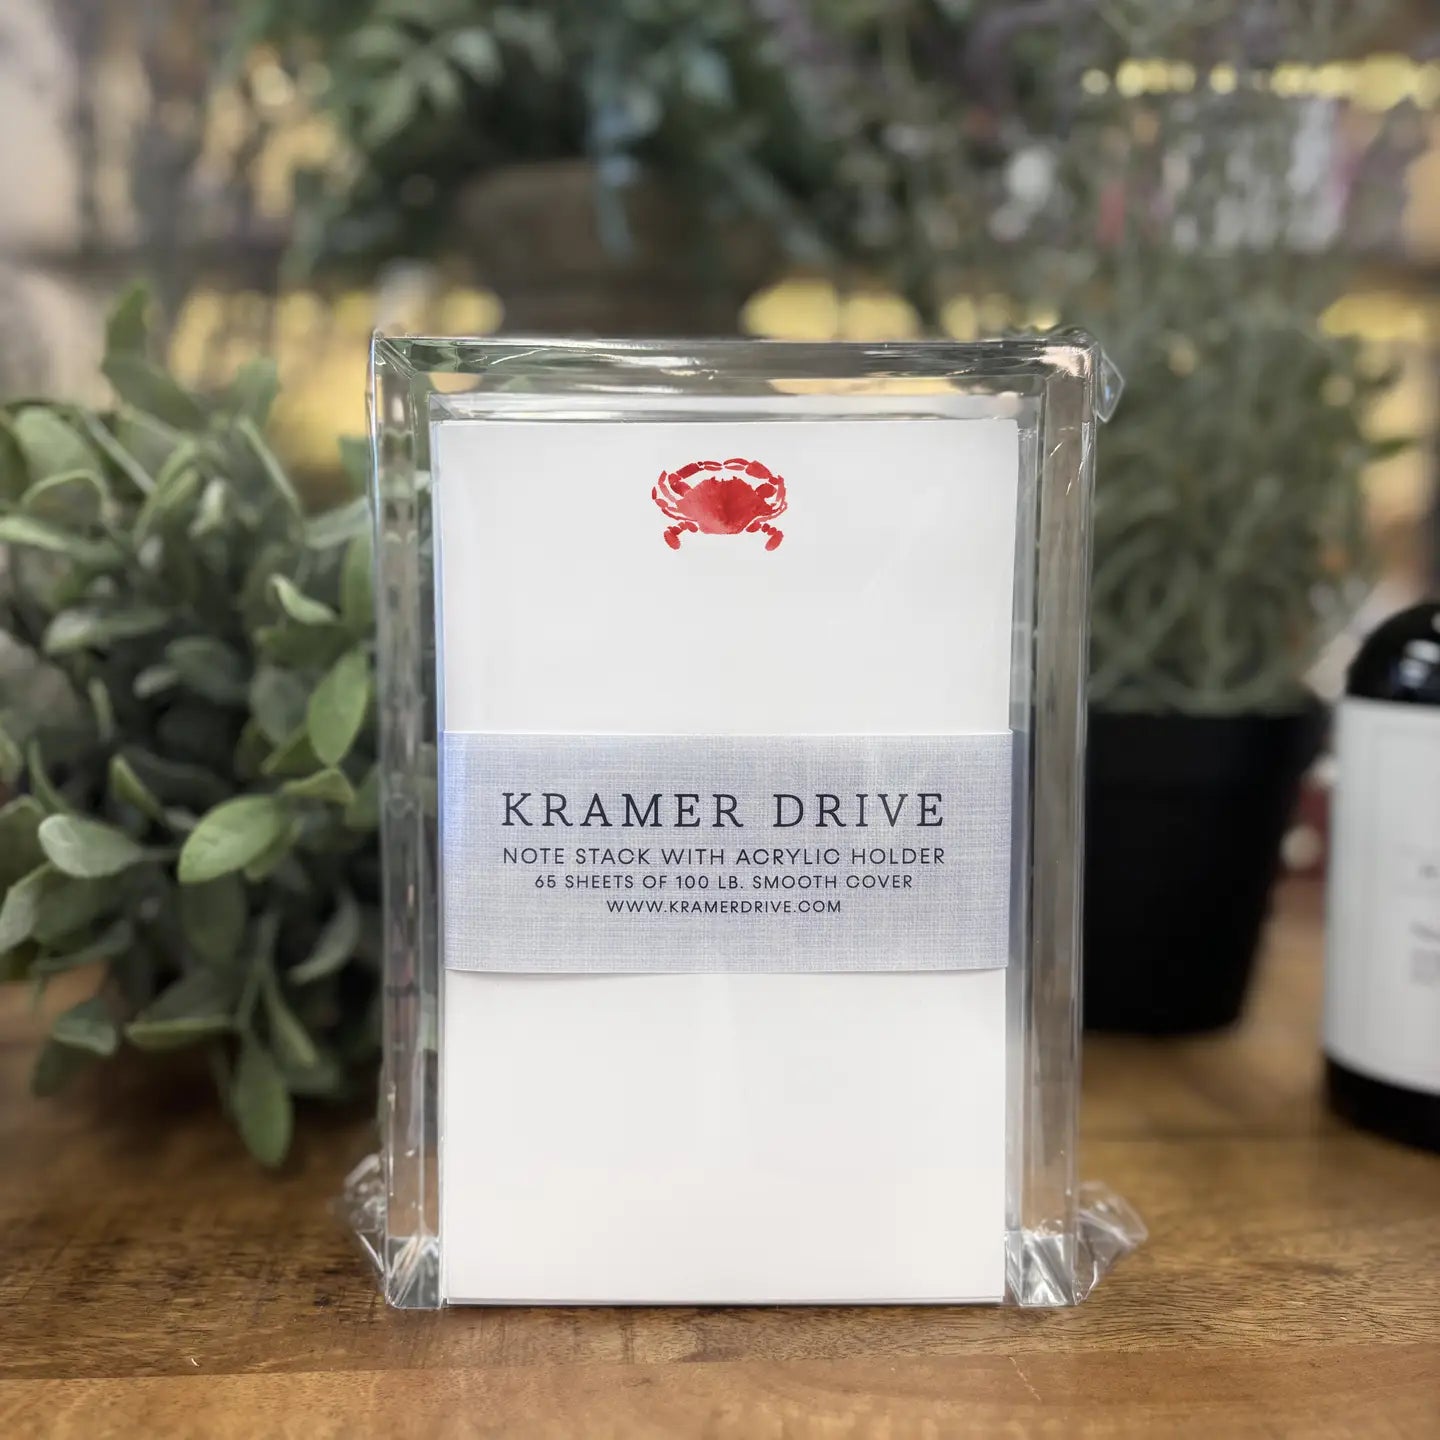 KRAMER DRIVE
NOTE STACK WITH ACRYLIC HOLDER
65 SHEETS OF 100 LB. SMOOTH COVER
WWW.KRAMERDRIVE.COM